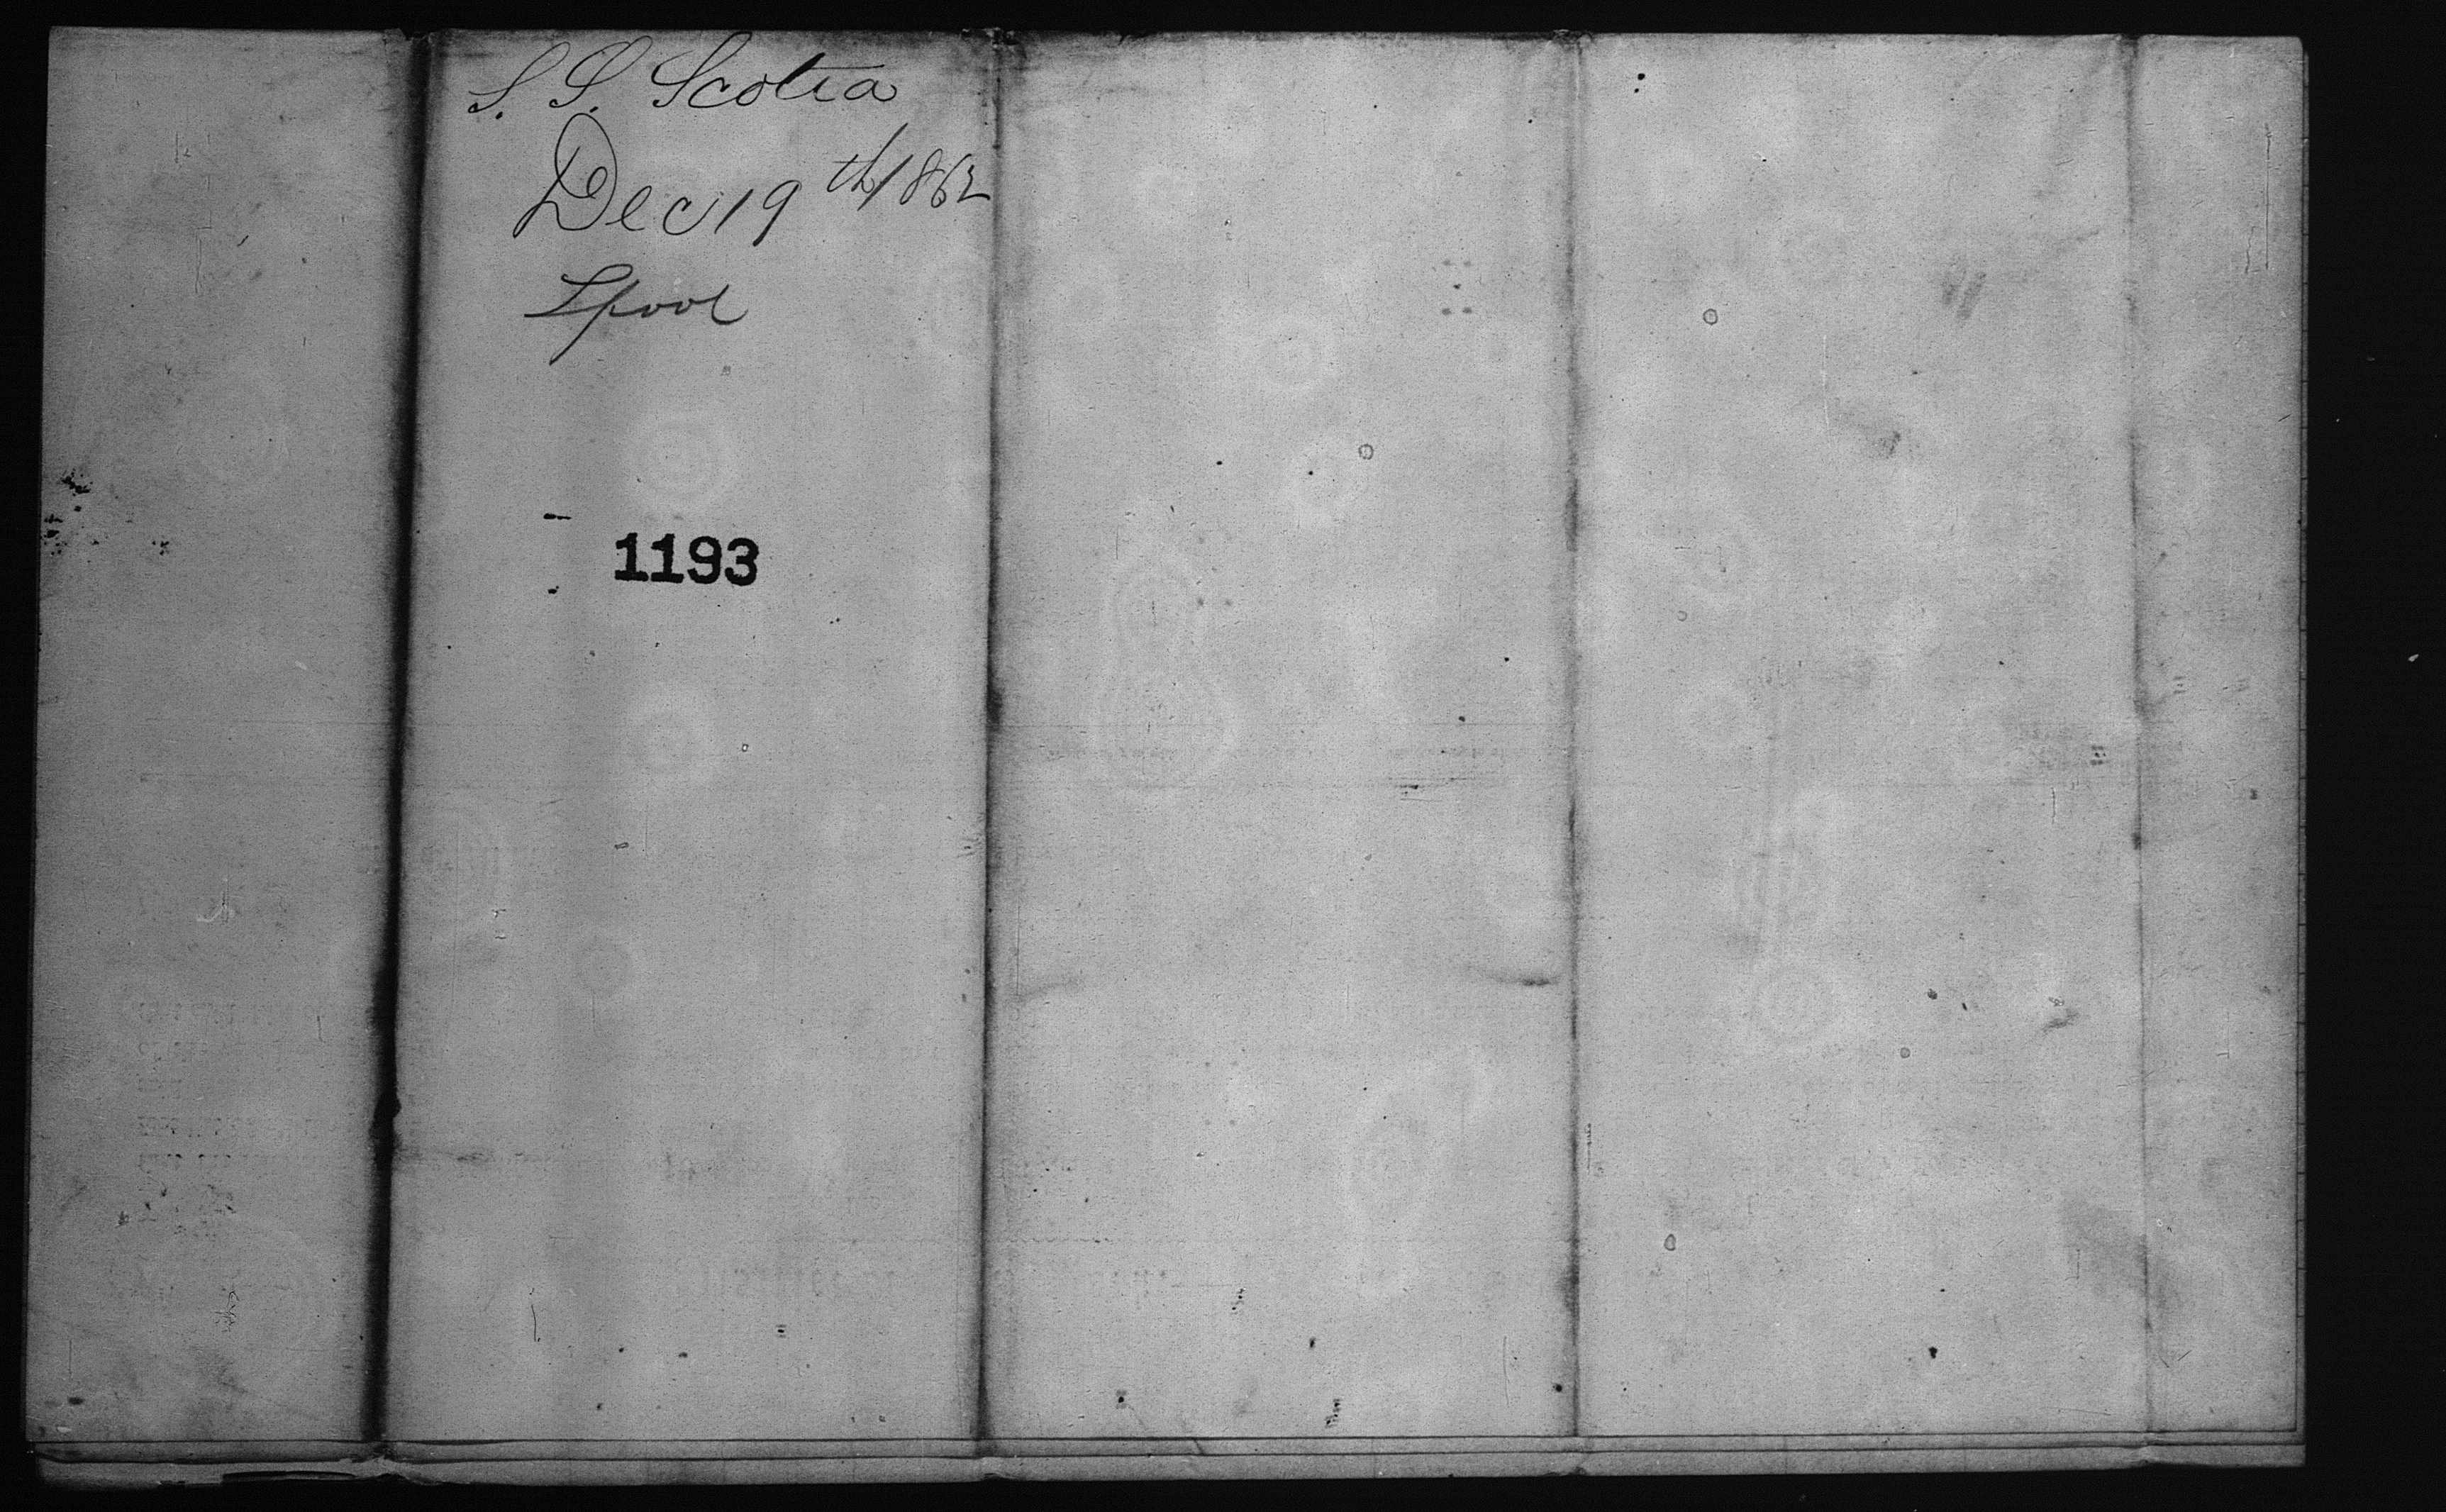 S. S. Scotia
Dec 19th 1862
Lpool
1193